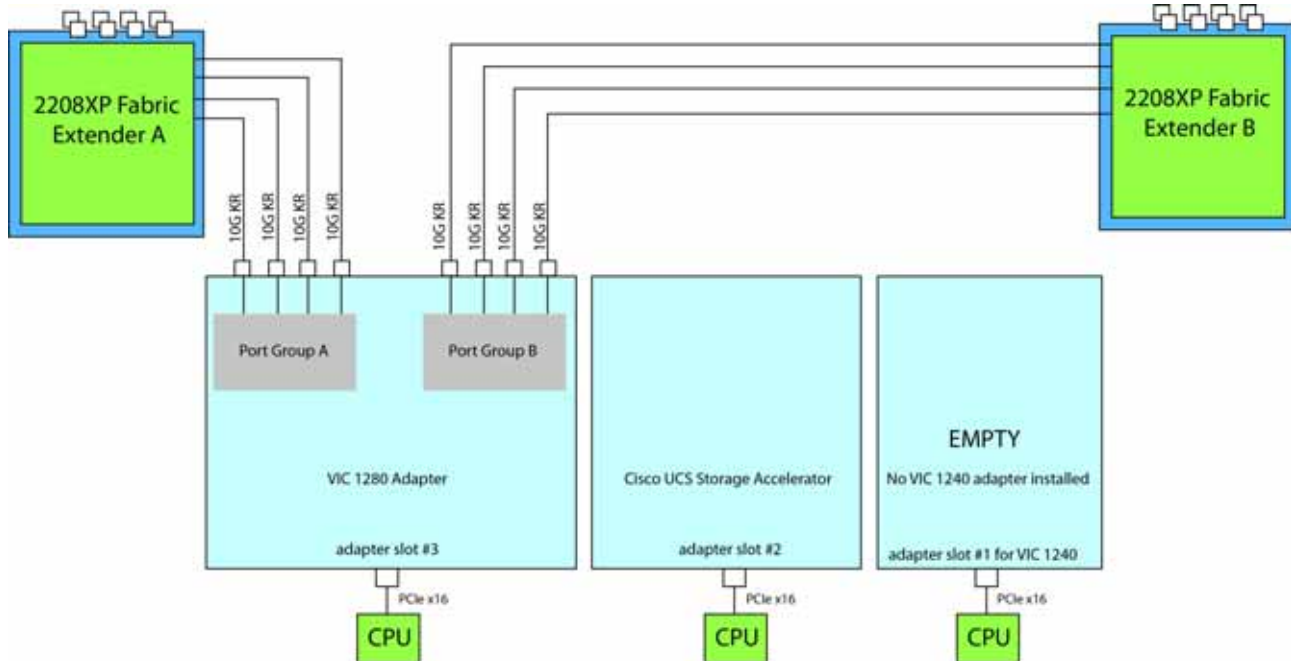 2208XP Fabric
Extender A
2208XP Fabric
Extender B
10G KR
10G KR
10G KR
10G KR
10G KR
10G KR
10G KR
10G KR
Port Group A
Port Group B
VIC 1280 Adapter
adapter slot #3
Cisco UCS Storage Accelerator
adapter slot #2
EMPTY
No VIC 1240 adapter installed
adapter slot #1 for VIC 1240
PCIe x16
PCIe x16
PCIe x16
CPU
CPU
CPU